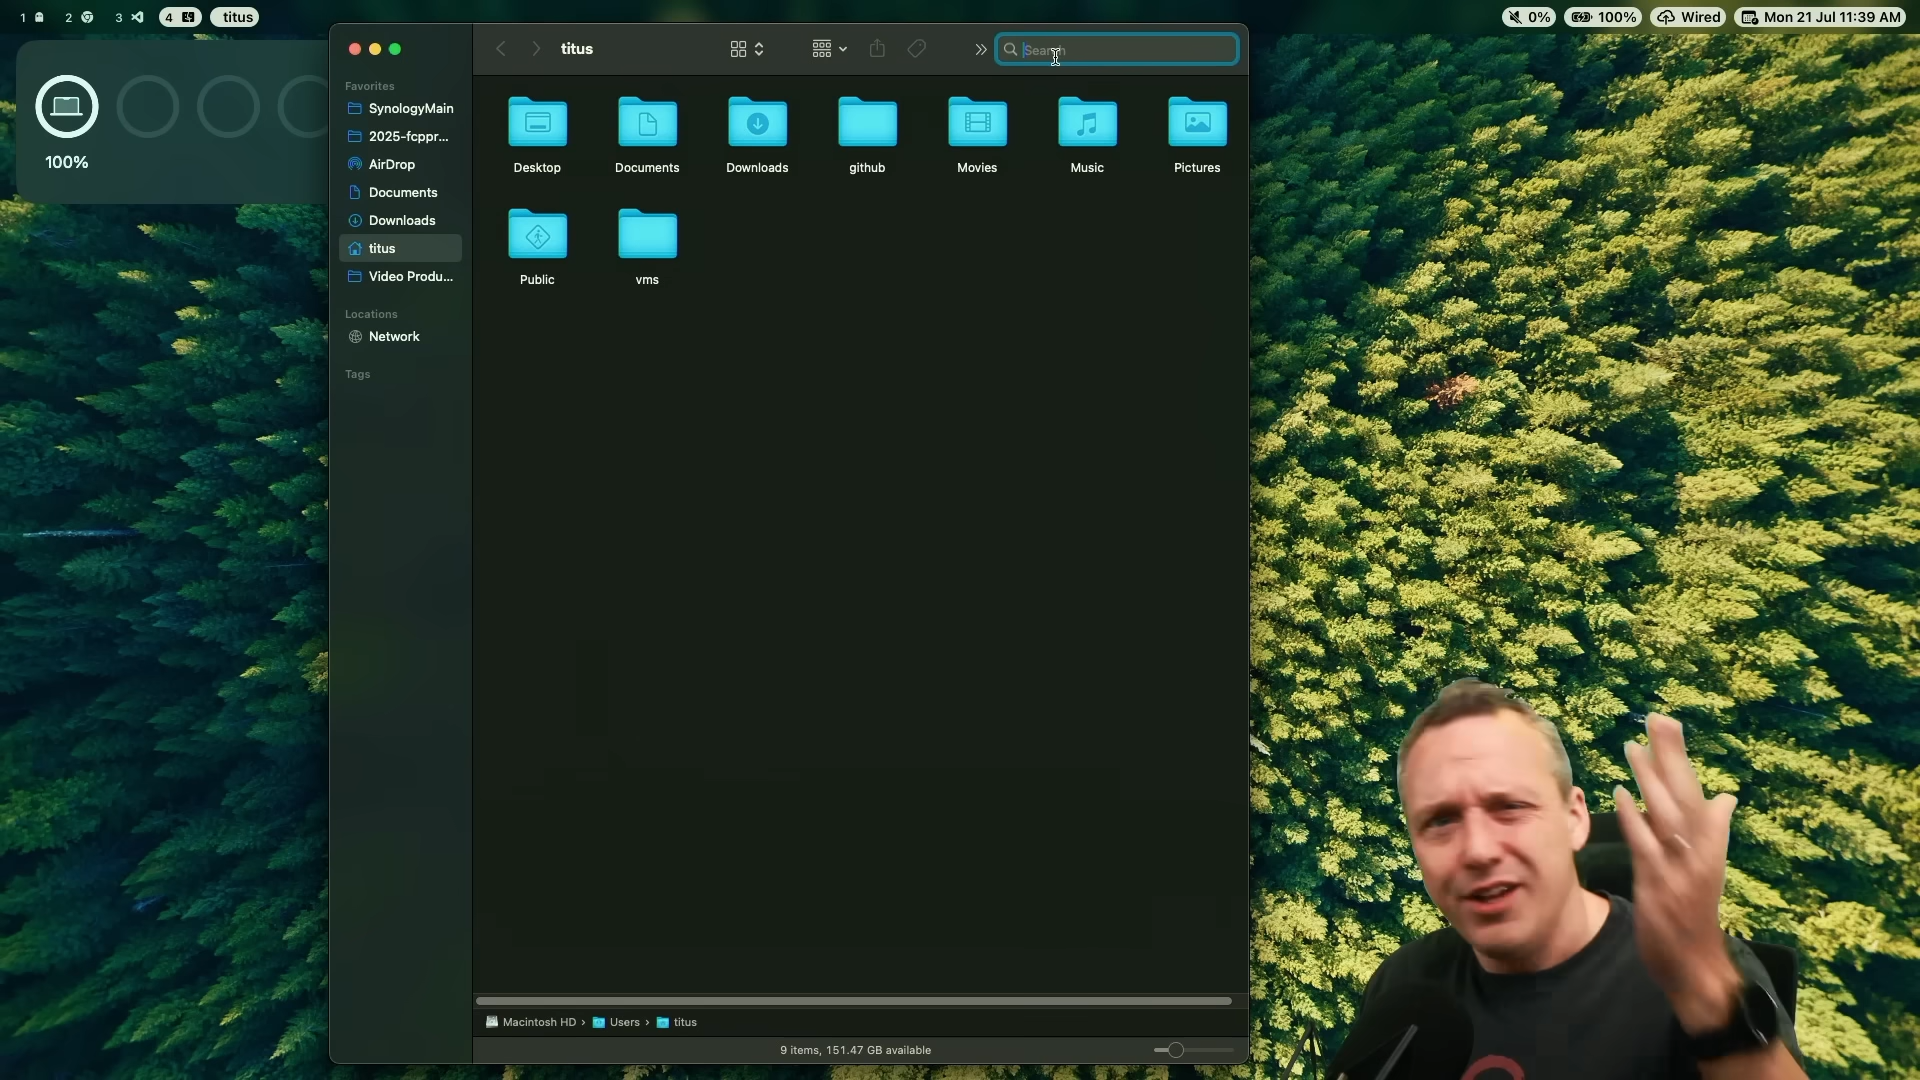 1 2 3 4 titus
0% 100% Wired Mon 21 Jul 11:39 AM
100%
titus
Search
Favorites
SynologyMain
2025-fcppr...
AirDrop
Documents
Downloads
titus
Video Produ...
Locations
Network
Tags
Desktop Documents Downloads github Movies Music Pictures
Public vms
Macintosh HD › Users › titus
9 items, 151.47 GB available